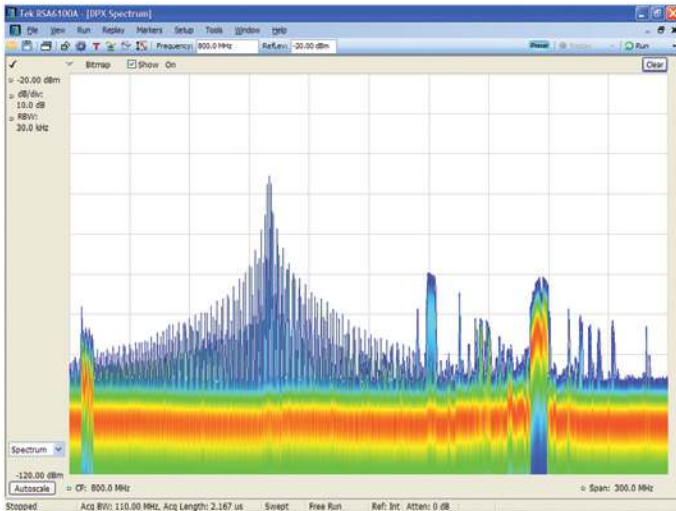 Tek RSA6100A - [DPX Spectrum]
File View Run Replay Markers Setup Tools Window Help
Frequency: 800.0 MHz RefLev: -20.00 dBm Preset Replay Run
Bitmap Show On Clear
-20.00 dBm
dB/div:
10.0 dB
RBW:
30.0 kHz
Spectrum
-120.00 dBm
Autoscale CF: 800.0 MHz Span: 300.0 MHz
Stopped Acq BW: 110.00 MHz, Acq Length: 2.167 us Swept Free Run Ref: Int Atten: 0 dB